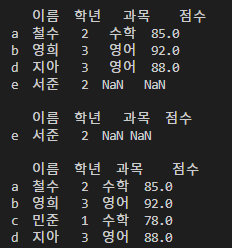 이름 학년 과목 점수
a 철수 2 수학 85.0
b 영희 3 영어 92.0
d 지아 3 영어 88.0
e 서준 2 NaN NaN
이름 학년 과목 점수
e 서준 2 NaN NaN
이름 학년 과목 점수
a 철수 2 수학 85.0
b 영희 3 영어 92.0
c 민준 1 수학 78.0
d 지아 3 영어 88.0